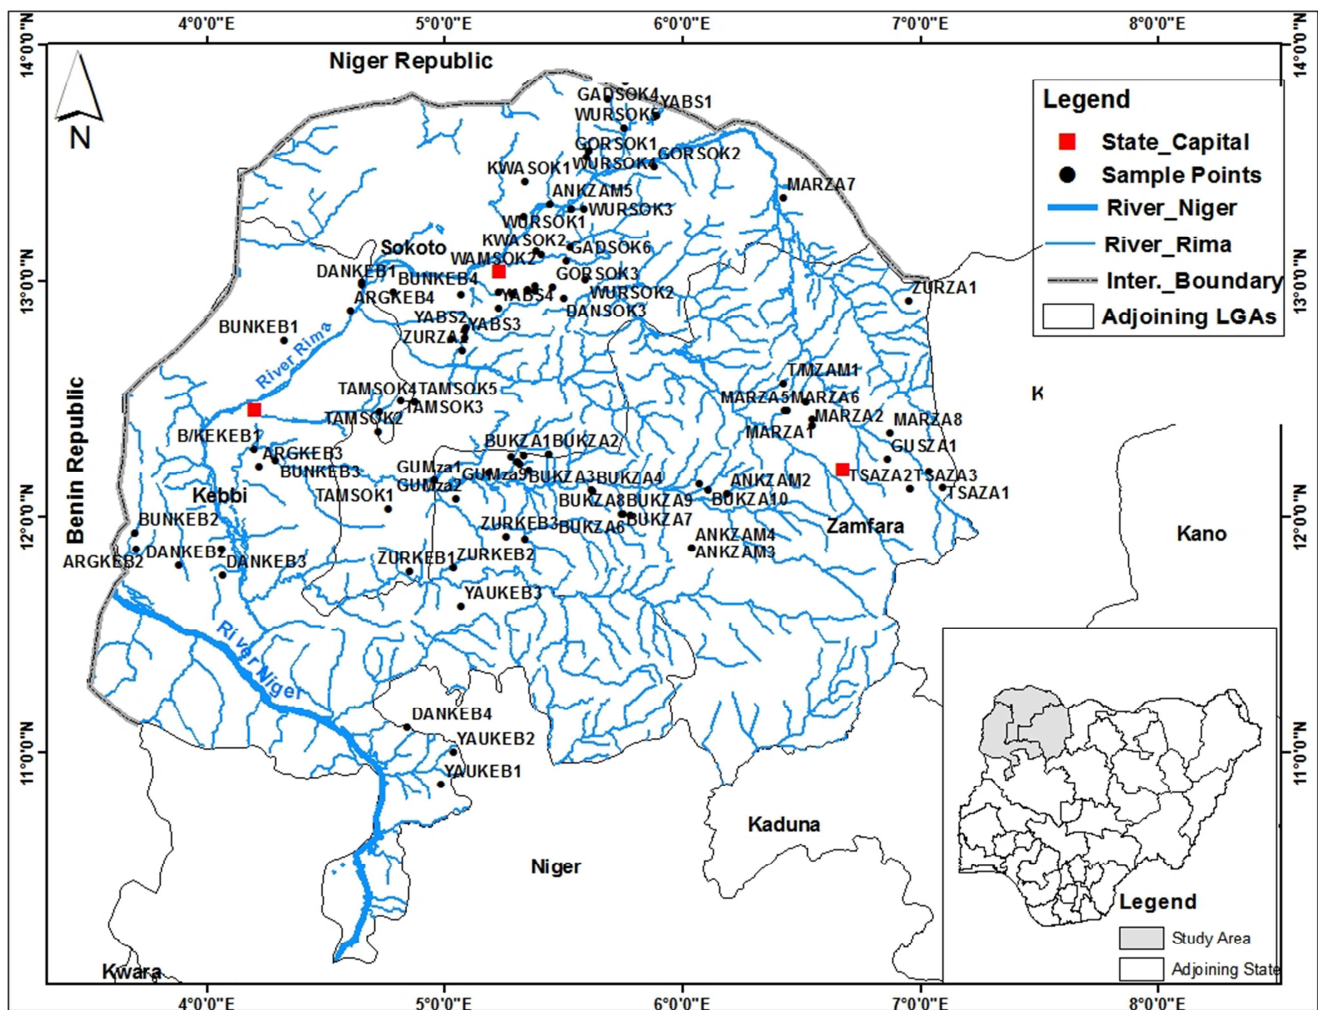 4°0'0"E 5°0'0"E 6°0'0"E 7°0'0"E 8°0'0"E
14°0'0"N
14°0'0"N
Niger Republic
N
Legend
State_Capital
Sample Points
River_Niger
River_Rima
Inter._Boundary
Adjoining LGAs
GADSOK4
YABS1
WURSOK5
GORSOK1
WURSOK4
GORSOK2
KWASOK1
MARZA7
ANKZAM5
WURSOK3
WURSOK1
KWASOK2
GADSOK6
Sokoto
WAMSOK2
13°0'0"N
13°0'0"N
DANKEB1
BUNKEB4
GORSOK3
ZURZA1
ARGKEB4
YABS4
WURSOK2
DANSOK3
YABS2
YABS3
BUNKEB1
ZURZA
River Rima
T/MZAM1
K
TAMSOK4
TAMSOK5
MARZA5
MARZA6
TAMSOK3
TAMSOK2
MARZA2
MARZA8
MARZA1
Benin Republic
B/KEKEB1
BUKZA1
BUKZA2
GUSZA1
ARGKEB3
BUNKEB3
GUMza1
GUMza9
BUKZA3
BUKZA4
TSAZA2
TSAZA3
ANKZAM2
GUMza2
Kebbi
TAMSOK1
BUKZA8
BUKZA9
BUKZA10
TSAZA1
12°0'0"N
BUNKEB2
ZURKEB3
BUKZA6
BUKZA7
Zamfara
Kano
ANKZAM4
DANKEB2
ZURKEB2
ANKZAM3
ARGKEB2
DANKEB3
ZURKEB1
YAUKEB3
River Niger
DANKEB4
YAUKEB2
11°0'0"N
11°0'0"N
YAUKEB1
Kaduna
Niger
Kwara
Legend
Study Area
Adjoining State
4°0'0"E 5°0'0"E 6°0'0"E 7°0'0"E 8°0'0"E